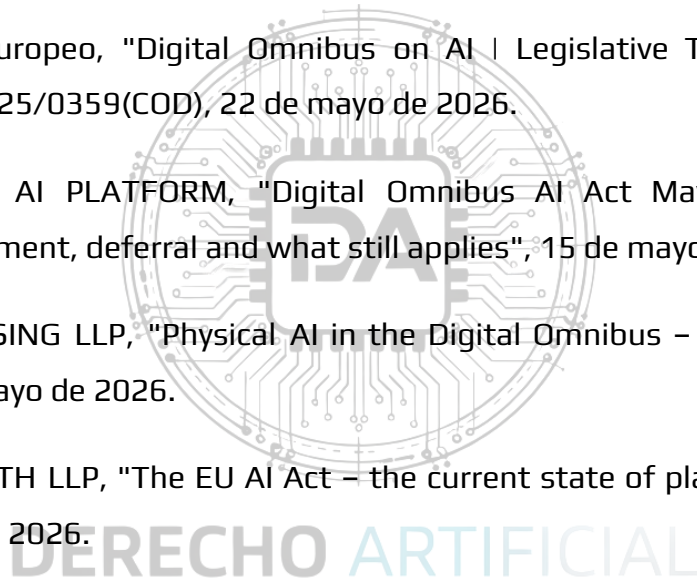 uropeo, "Digital Omnibus on AI | Legislative T
25/0359(COD), 22 de mayo de 2026.
AI PLATFORM, "Digital Omnibus AI Act Ma
ment, deferral and what still applies", 15 de mayo
SING LLP, "Physical AI in the Digital Omnibus –
ayo de 2026.
TH LLP, "The EU AI Act – the current state of pla
2026.
DA
DERECHO ARTIFICIAL